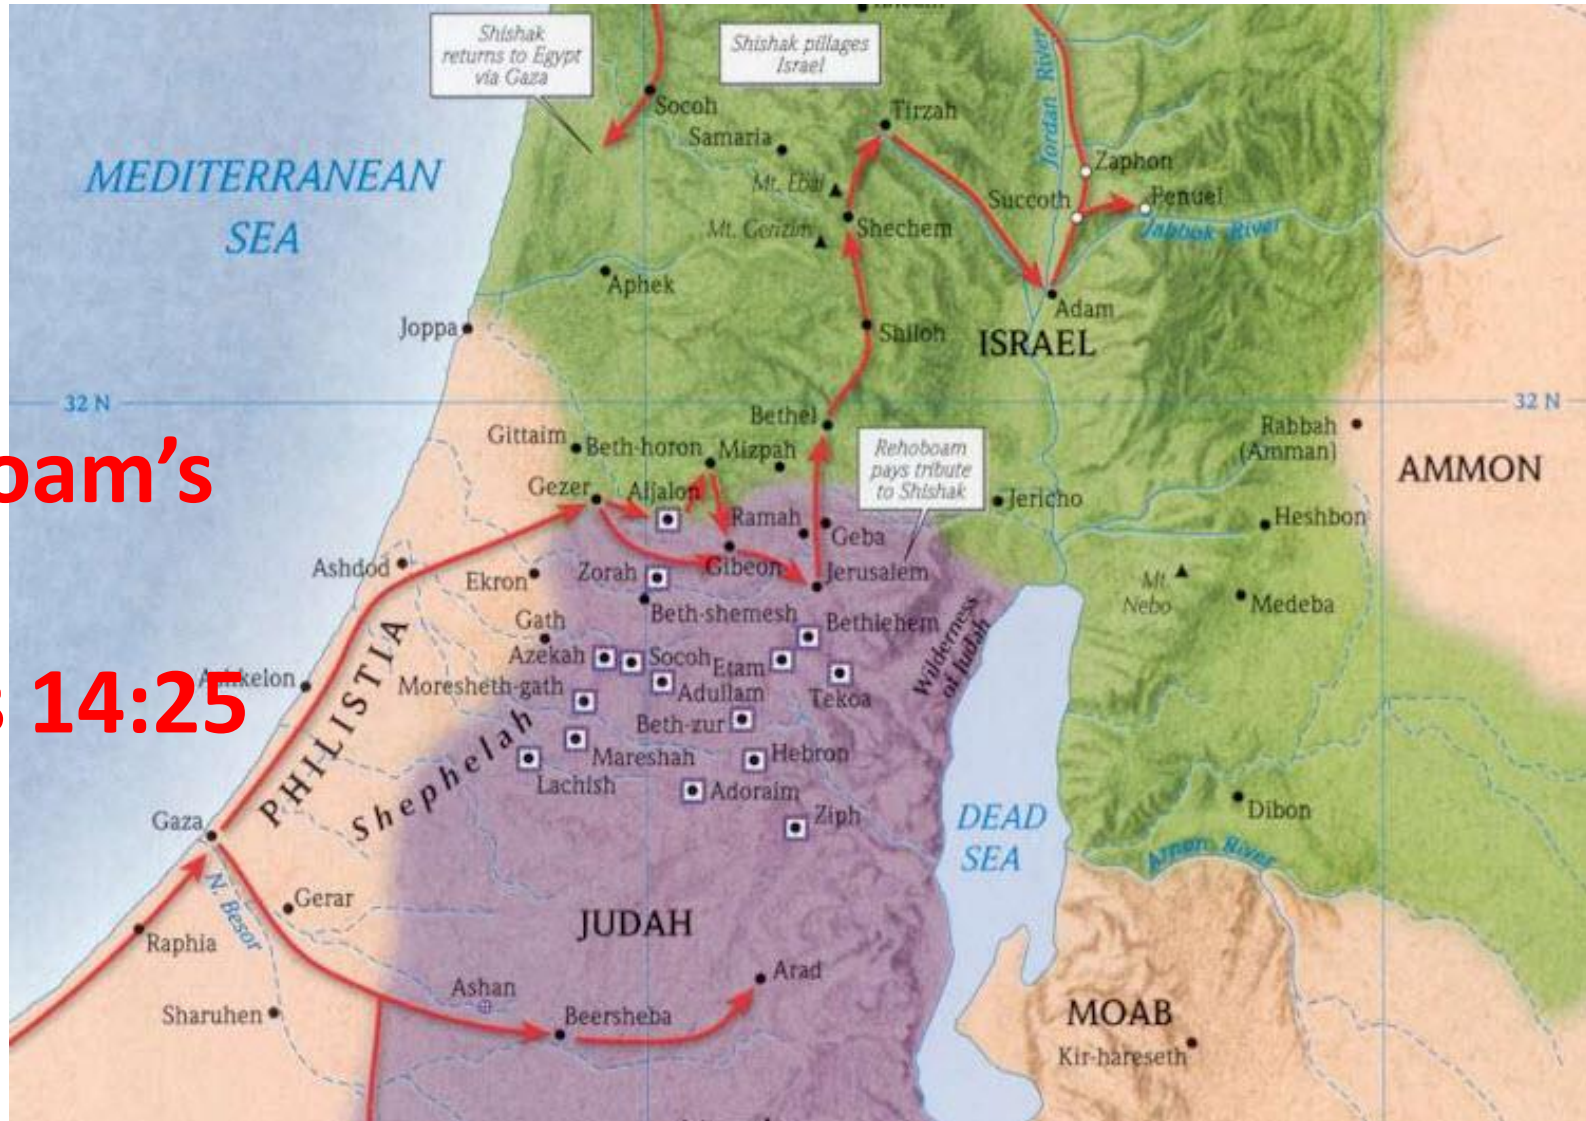 Shishak
returns to Egypt
via Gaza
Shishak pillages
Israel
Socoh
Samaria
Tirzah
Jordan River
Zaphon
Mt. Ebal
Succoth
Penuel
MEDITERRANEAN
SEA
Mt. Gerizim
Shechem
Jabbok River
Aphek
Adam
Joppa
Shiloh
ISRAEL
32 N
32 N
Bethel
Rabbah
(Amman)
Gittaim
Beth-horon
Mizpah
Rehoboam
pays tribute
to Shishak
AMMON
oam's
Gezer
Aijalon
Jericho
Ramah
Geba
Heshbon
Ashdod
Ekron
Zorah
Gibeon
Jerusalem
Mt.
Nebo
Medeba
Beth-shemesh
Bethlehem
Wilderness
of Judah
Gath
Azekah
Socoh
Etam
Tekoa
Ashkelon
14:25
PHILISTIA
Moresheth-gath
Adullam
Beth-zur
Shephelah
Mareshah
Hebron
Lachish
Adoraim
Gaza
Ziph
DEAD
SEA
Dibon
Arnon River
N. Besor
Gerar
JUDAH
Raphia
Arad
Ashan
Sharuhen
Beersheba
MOAB
Kir-hareseth